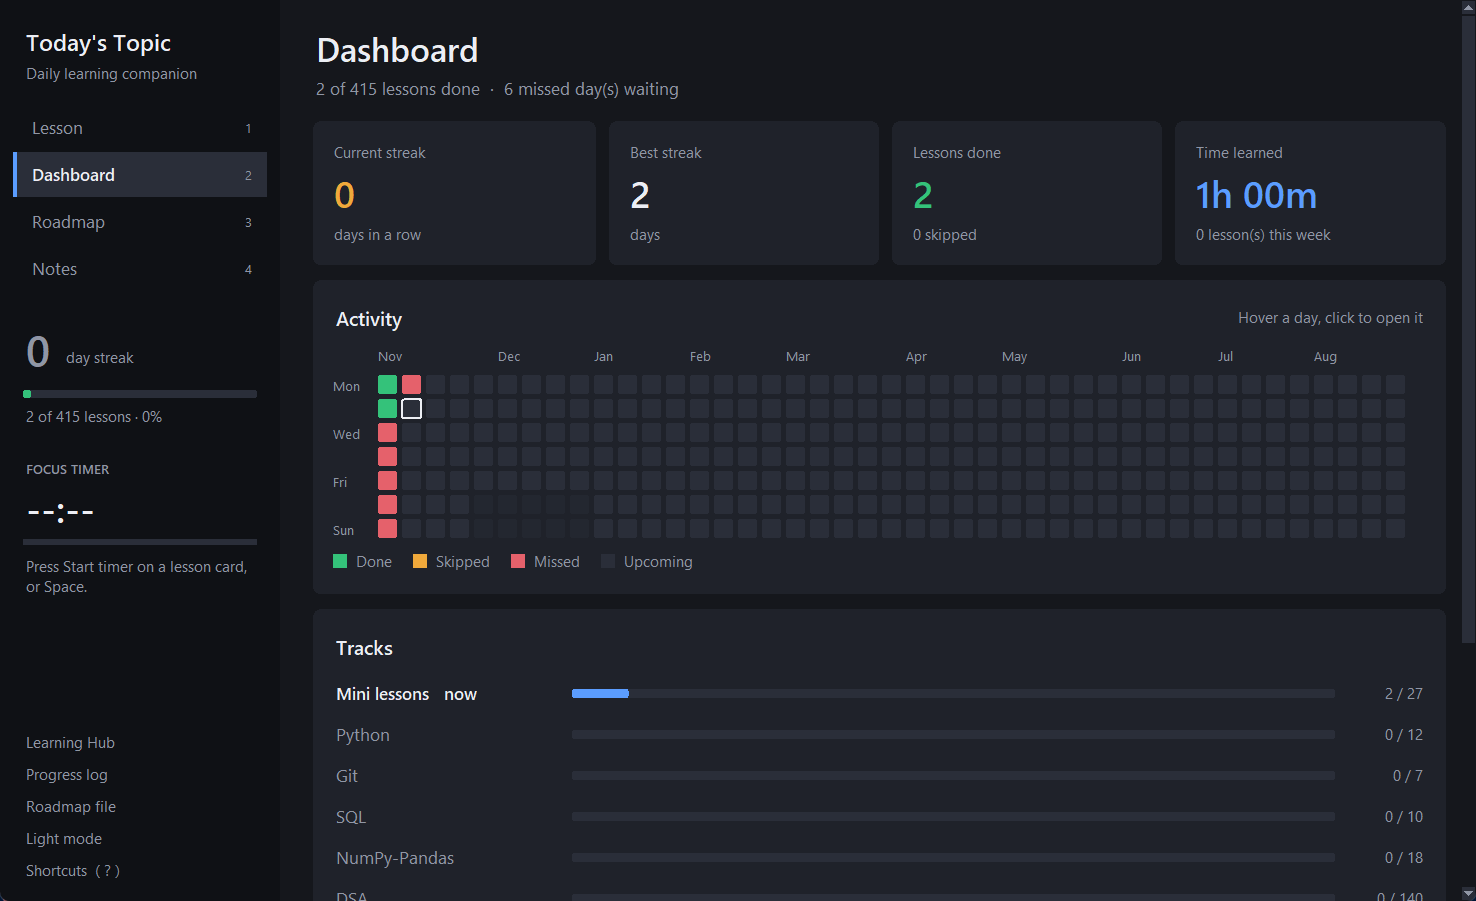 Today's Topic
Daily learning companion
Lesson 1
Dashboard 2
Roadmap 3
Notes 4
0 day streak
2 of 415 lessons · 0%
FOCUS TIMER
--:--
Press Start timer on a lesson card,
or Space.
Learning Hub
Progress log
Roadmap file
Light mode
Shortcuts ( ? )
Dashboard
2 of 415 lessons done · 6 missed day(s) waiting
Current streak
0
days in a row
Best streak
2
days
Lessons done
2
0 skipped
Time learned
1h 00m
0 lesson(s) this week
Activity
Hover a day, click to open it
Nov Dec Jan Feb Mar Apr May Jun Jul Aug
Mon
Wed
Fri
Sun
Done Skipped Missed Upcoming
Tracks
Mini lessons now 2 / 27
Python 0 / 12
Git 0 / 7
SQL 0 / 10
NumPy-Pandas 0 / 18
DSA 0 / 140